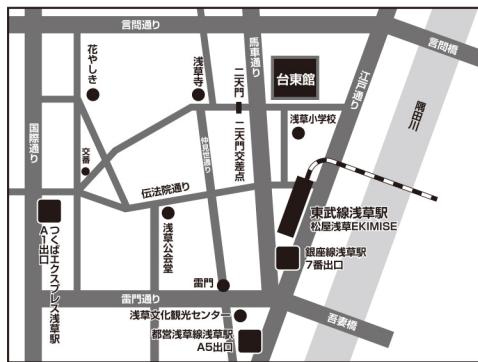 言問通り
言問橋
花やしき
浅草寺
二天門
馬車通り
台東館
江戸通り
隅田川
国際通り
交番
仲見世通り
二天門交差点
浅草小学校
伝法院通り
東武線浅草駅
松屋浅草EKIMISE
つくばエクスプレス浅草駅
A1出口
浅草公会堂
銀座線浅草駅
7番出口
雷門
雷門通り
浅草文化観光センター
吾妻橋
都営浅草線浅草駅
A5出口